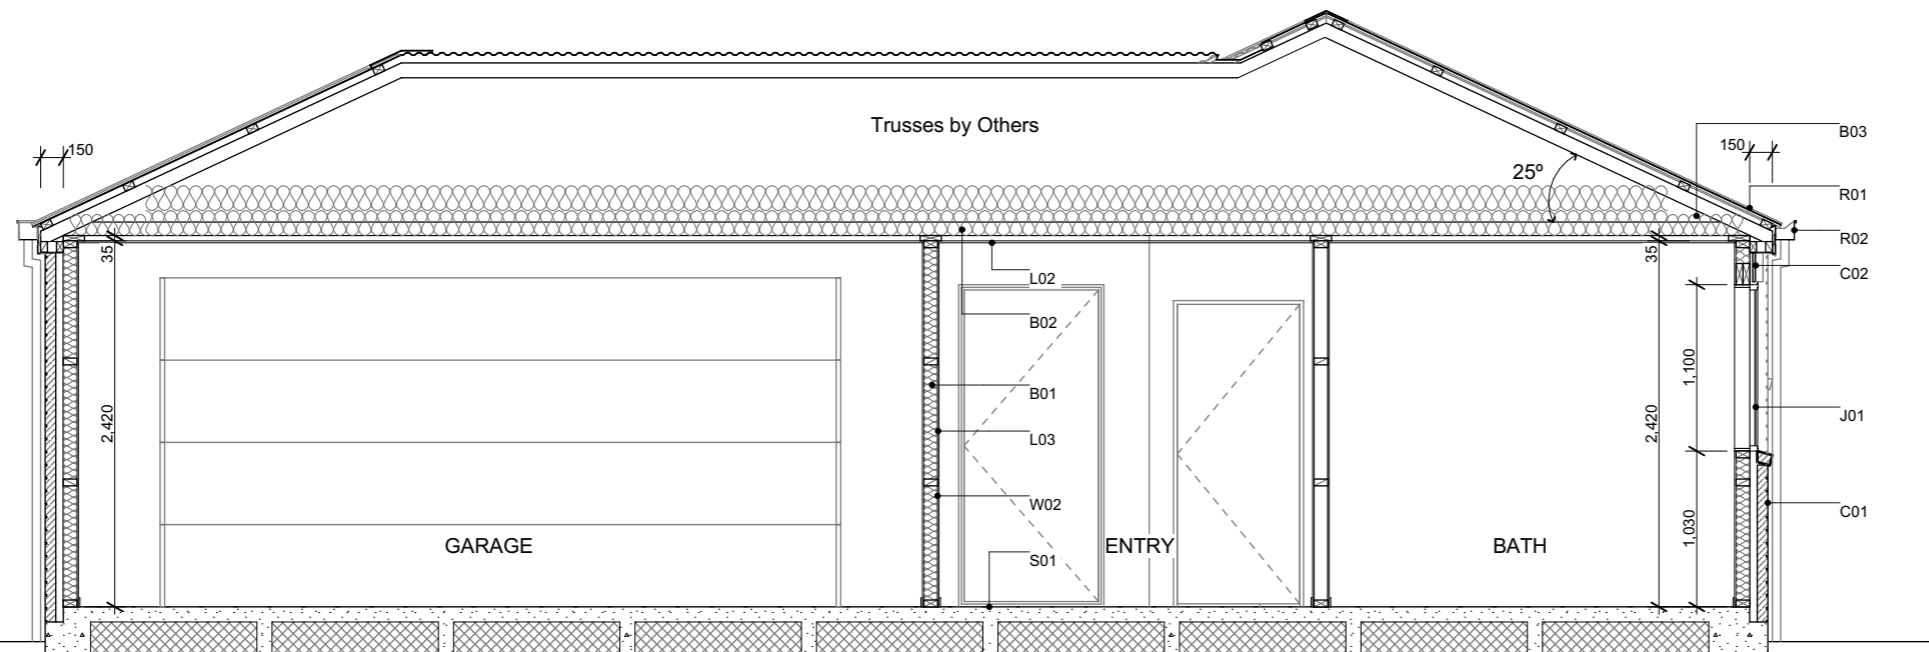 Trusses by Others
150
150
25º
B03
R01
R02
C02
J01
C01
35
2,420
L02
B02
B01
L03
W02
S01
35
2,420
1,100
1,030
GARAGE
ENTRY
BATH